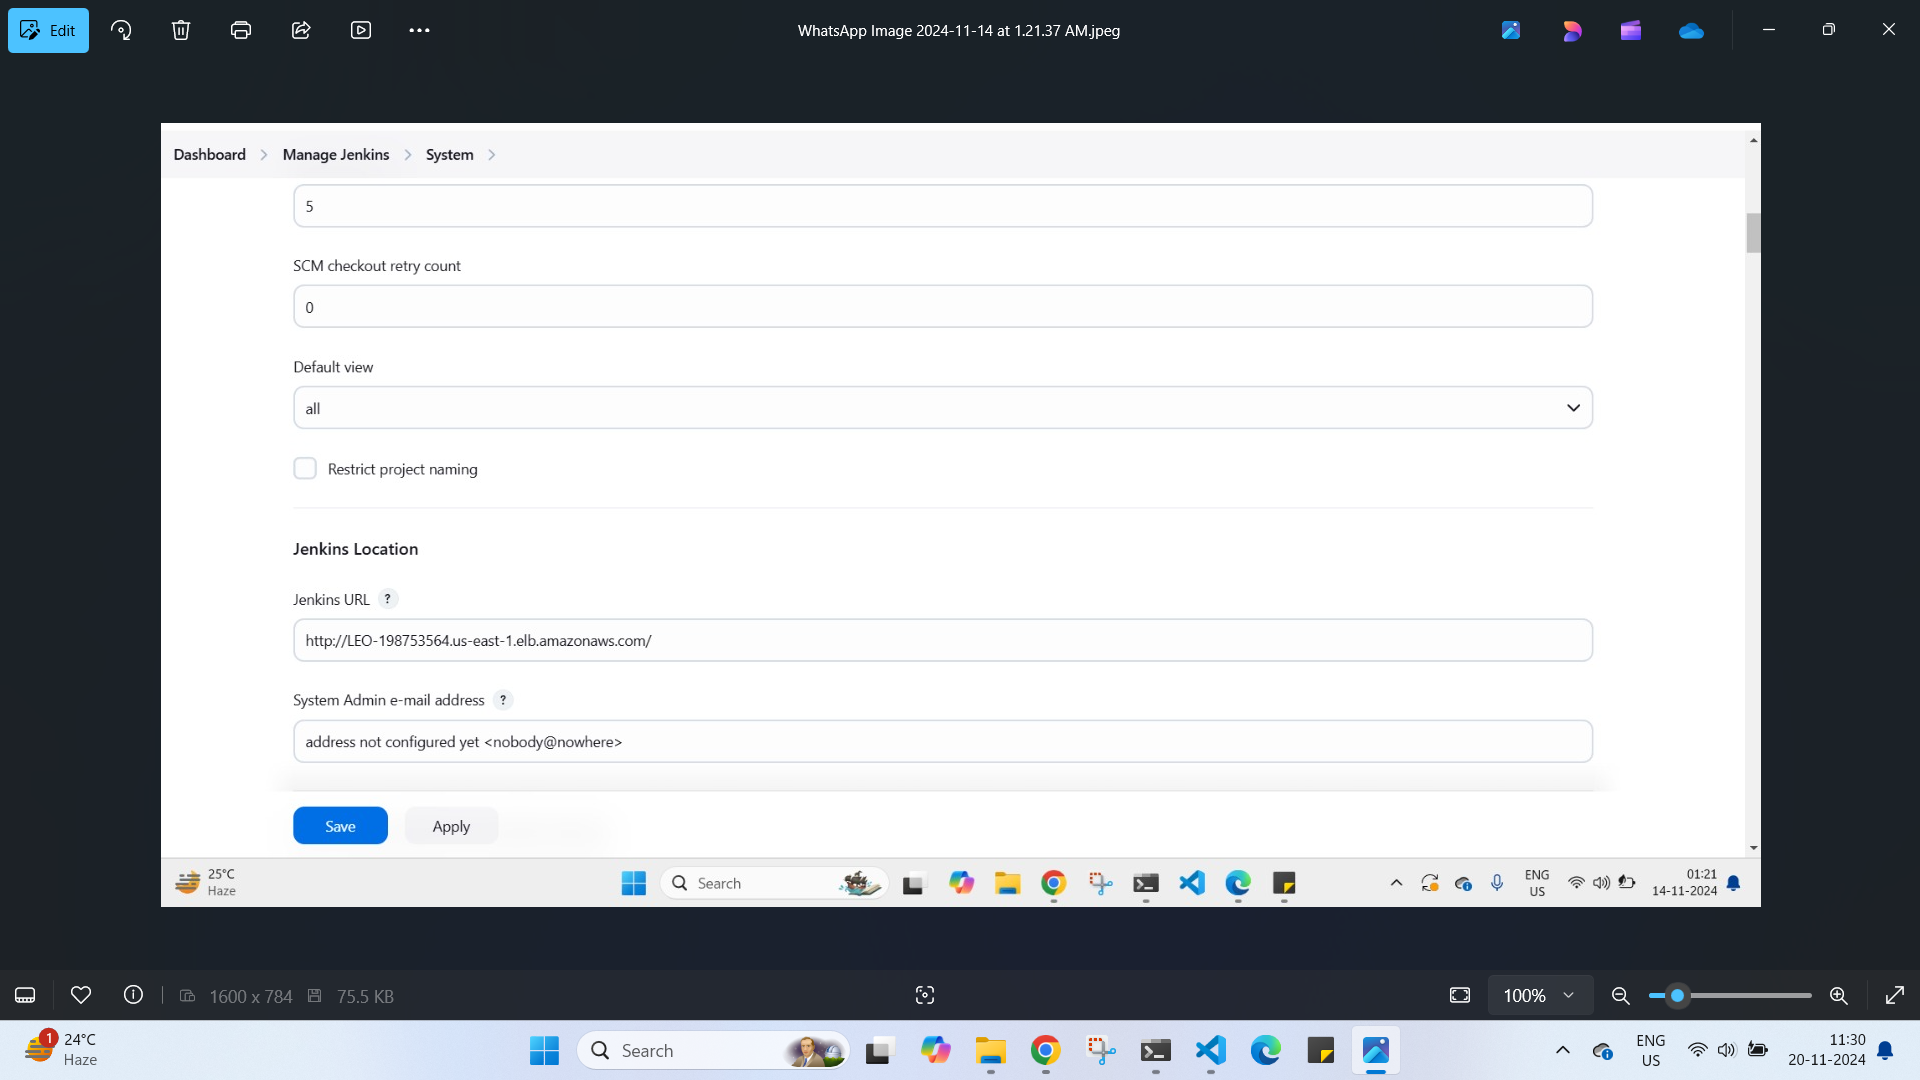 Edit
WhatsApp Image 2024-11-14 at 1.21.37 AM.jpeg
Dashboard > Manage Jenkins > System >
5
SCM checkout retry count
0
Default view
all
Restrict project naming
Jenkins Location
Jenkins URL ?
http://LEO-198753564.us-east-1.elb.amazonaws.com/
System Admin e-mail address ?
address not configured yet <nobody@nowhere>
Save Apply
25°C
Haze
Search
ENG
US
01:21
14-11-2024
1600 x 784 75.5 KB
100%
1
24°C
Haze
Search
ENG
US
11:30
20-11-2024